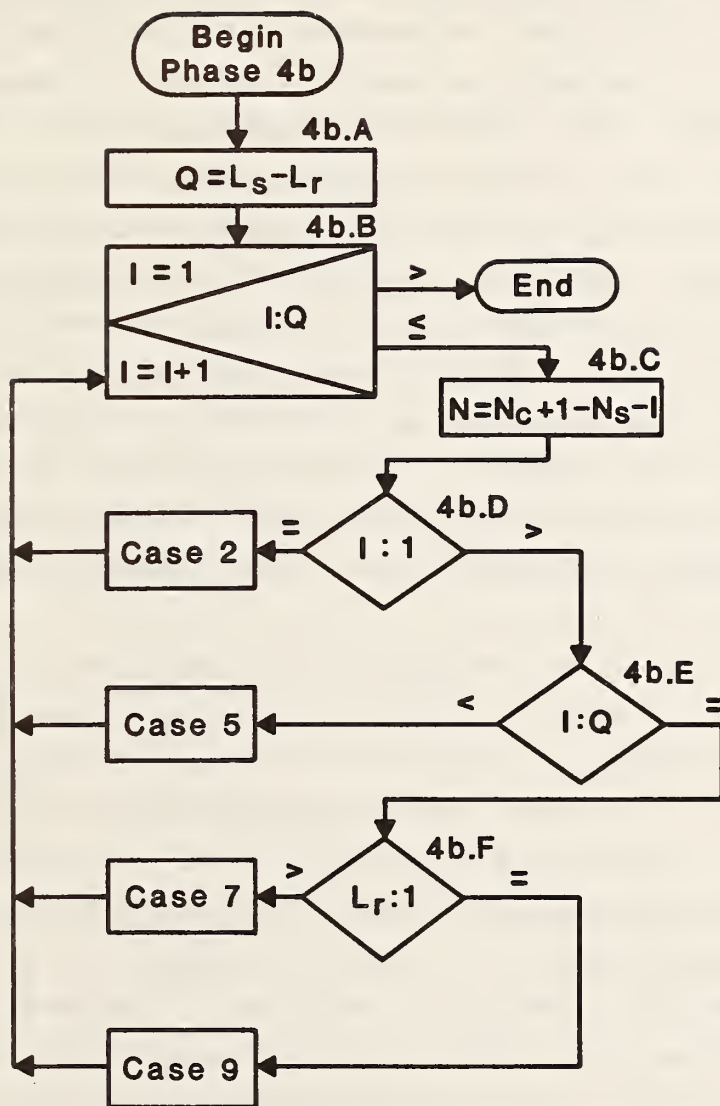 Begin
Phase 4b
4b.A
Q=Ls-Lr
4b.B
I=1
I:Q
I=I+1
>
End
≤
4b.C
N=Nc+1-Ns-I
4b.D
I:1
=
Case 2
>
4b.E
I:Q
<
Case 5
=
4b.F
Lr:1
>
Case 7
=
Case 9